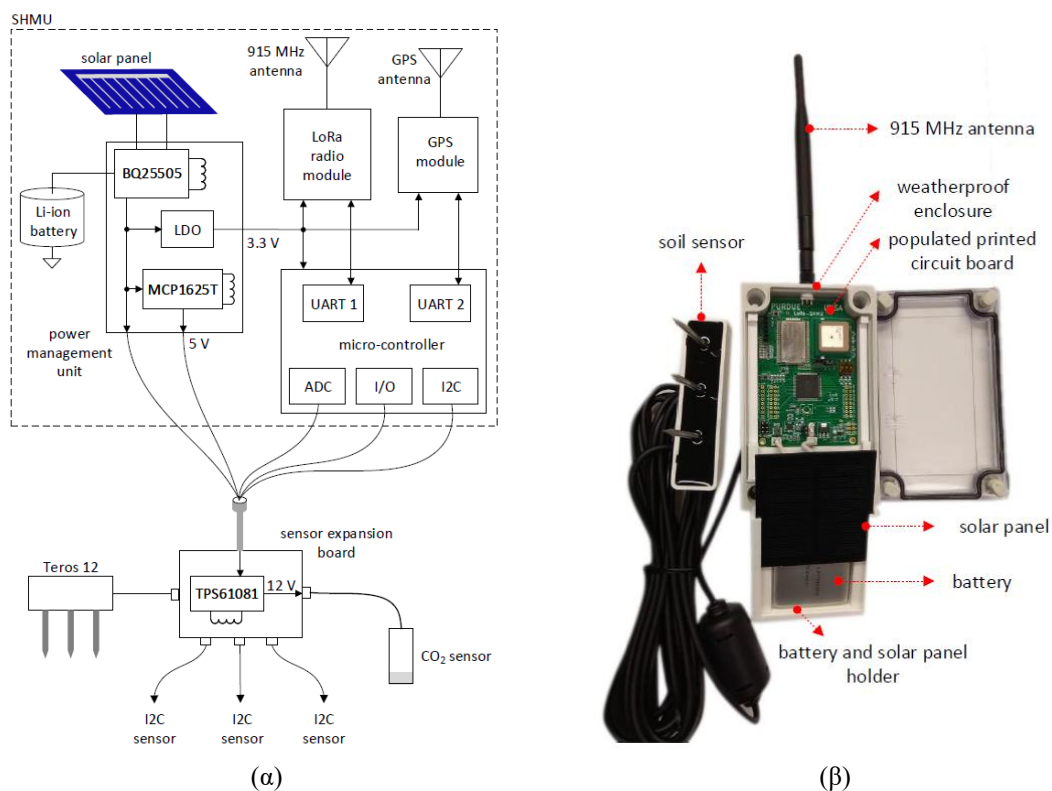 SHMU
solar panel
915 MHz
antenna
GPS
antenna
LoRa
radio
module
GPS
module
BQ25505
Li-ion
battery
LDO
3.3 V
MCP1625T
UART 1
UART 2
micro-controller
power
management
unit
5 V
ADC
I/O
I2C
sensor expansion
board
Teros 12
TPS61081
12 V
CO₂ sensor
I2C
sensor
I2C
sensor
I2C
sensor
(α)
915 MHz antenna
weatherproof
enclosure
populated printed
circuit board
soil sensor
PURDUE
solar panel
battery
battery and solar panel
holder
(β)